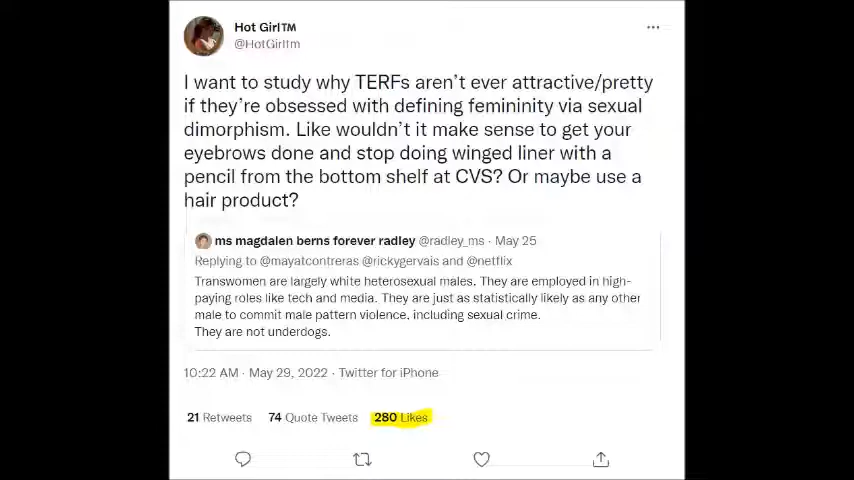 Hot Girl™
@HotGirltm
I want to study why TERFs aren't ever attractive/pretty
if they're obsessed with defining femininity via sexual
dimorphism. Like wouldn't it make sense to get your
eyebrows done and stop doing winged liner with a
pencil from the bottom shelf at CVS? Or maybe use a
hair product?
ms magdalen berns forever radley @radley_ms · May 25
Replying to @mayatcontreras @rickygervais and @netflix
Transwomen are largely white heterosexual males. They are employed in high-
paying roles like tech and media. They are just as statistically likely as any other
male to commit male pattern violence, including sexual crime.
They are not underdogs.
10:22 AM · May 29, 2022 · Twitter for iPhone
21 Retweets 74 Quote Tweets 280 Likes